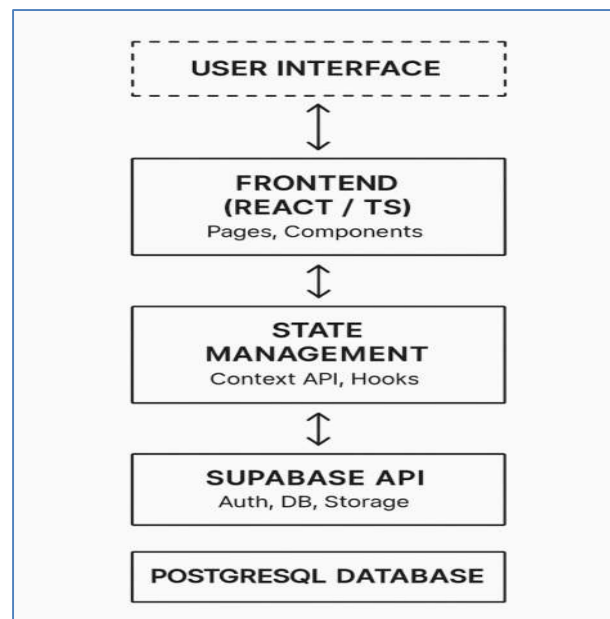 USER INTERFACE
FRONTEND
(REACT / TS)
Pages, Components
STATE
MANAGEMENT
Context API, Hooks
SUPABASE API
Auth, DB, Storage
POSTGRESQL DATABASE